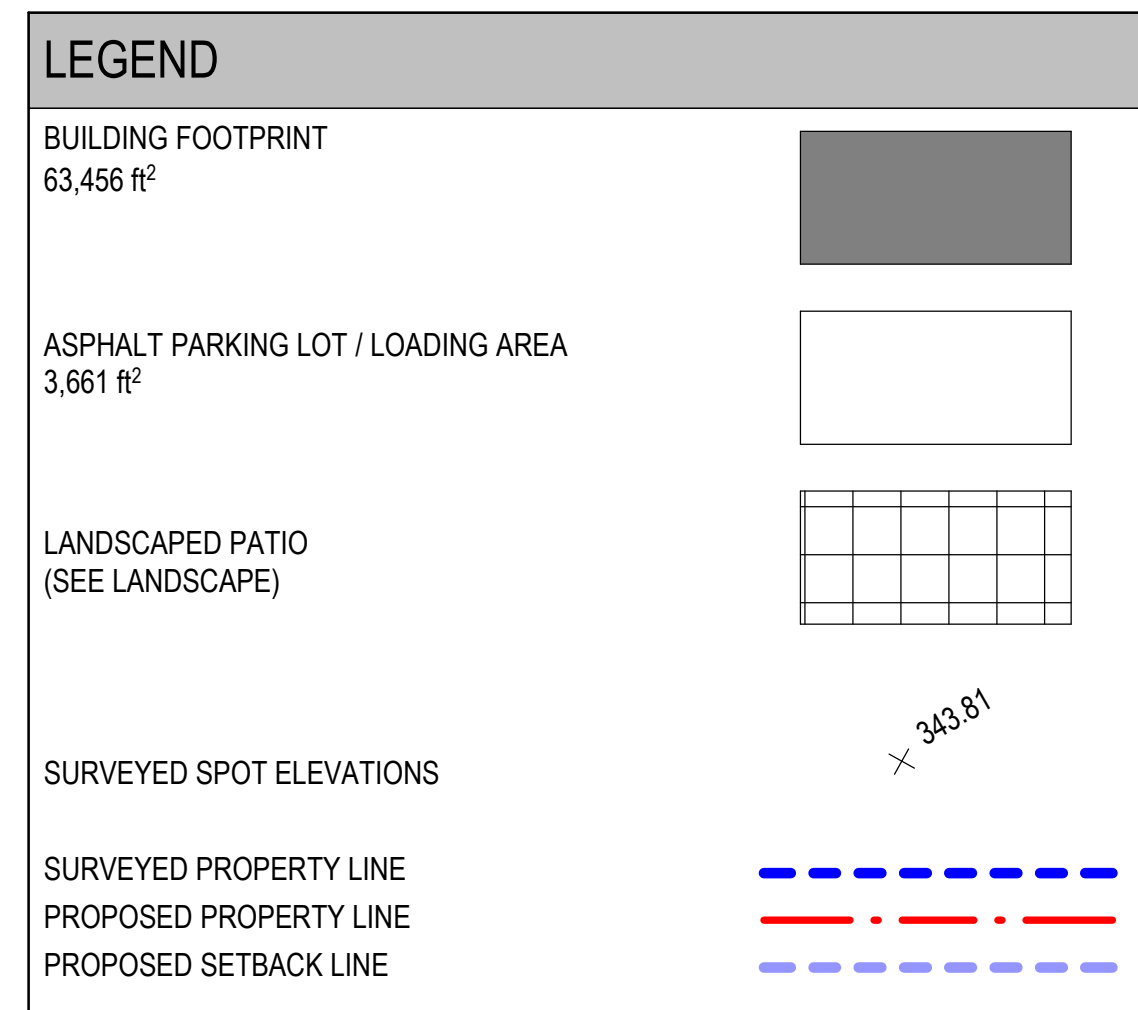 LEGEND
BUILDING FOOTPRINT
63,456 ft²
ASPHALT PARKING LOT / LOADING AREA
3,661 ft²
LANDSCAPED PATIO
(SEE LANDSCAPE)
343.81
SURVEYED SPOT ELEVATIONS
SURVEYED PROPERTY LINE
PROPOSED PROPERTY LINE
PROPOSED SETBACK LINE